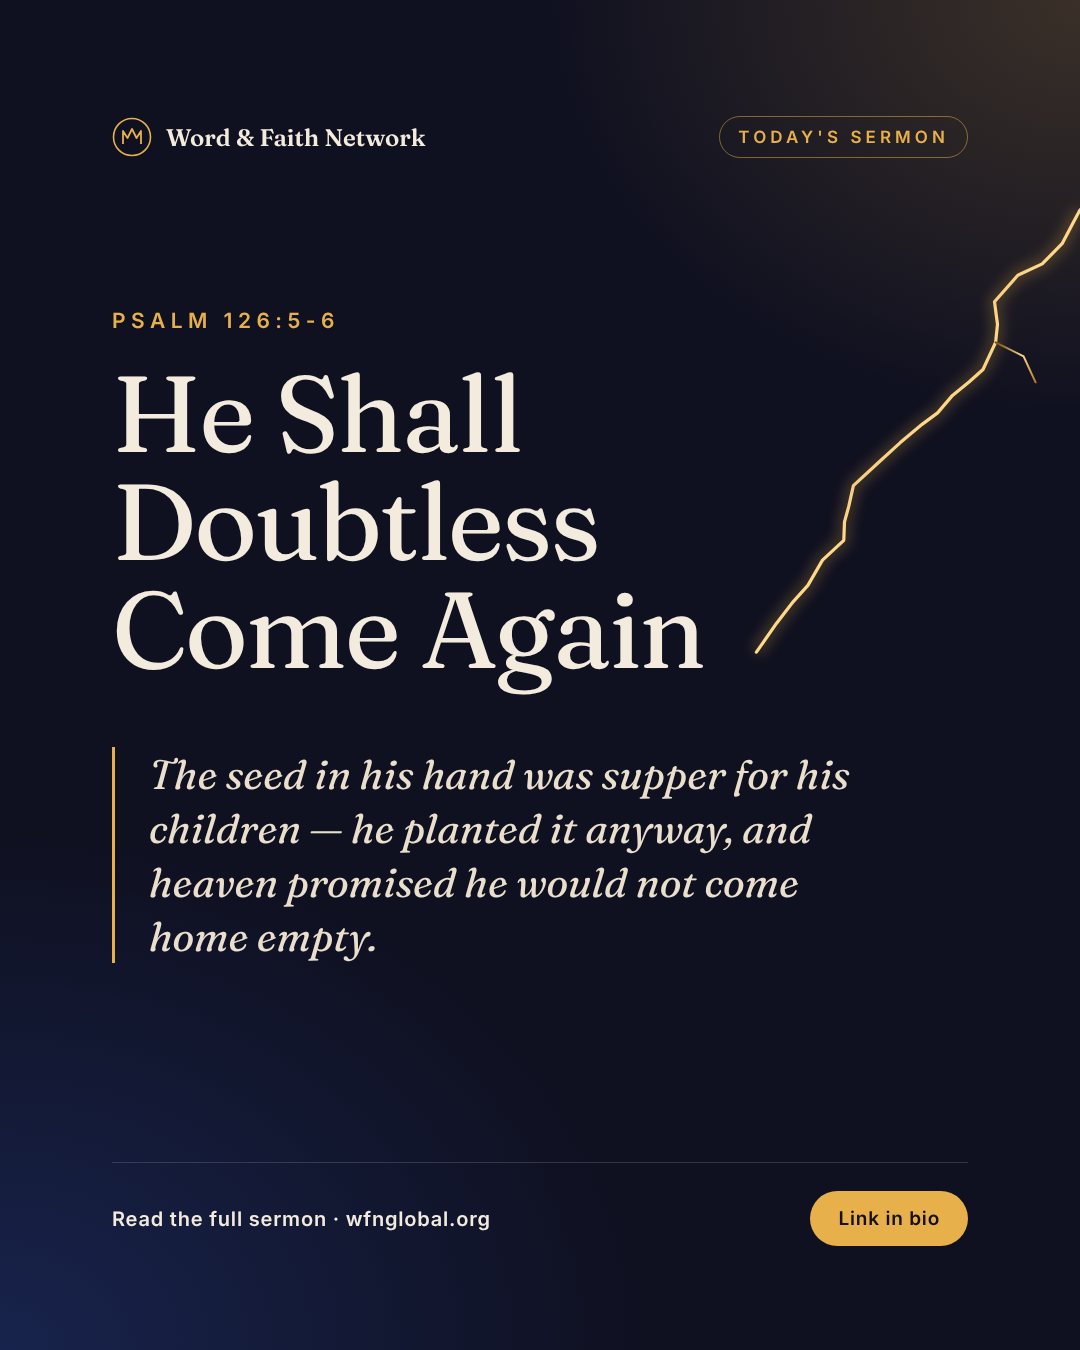 Word & Faith Network
TODAY'S SERMON
PSALM 126:5-6
He Shall
Doubtless
Come Again
The seed in his hand was supper for his
children — he planted it anyway, and
heaven promised he would not come
home empty.
Read the full sermon · wfnglobal.org
Link in bio